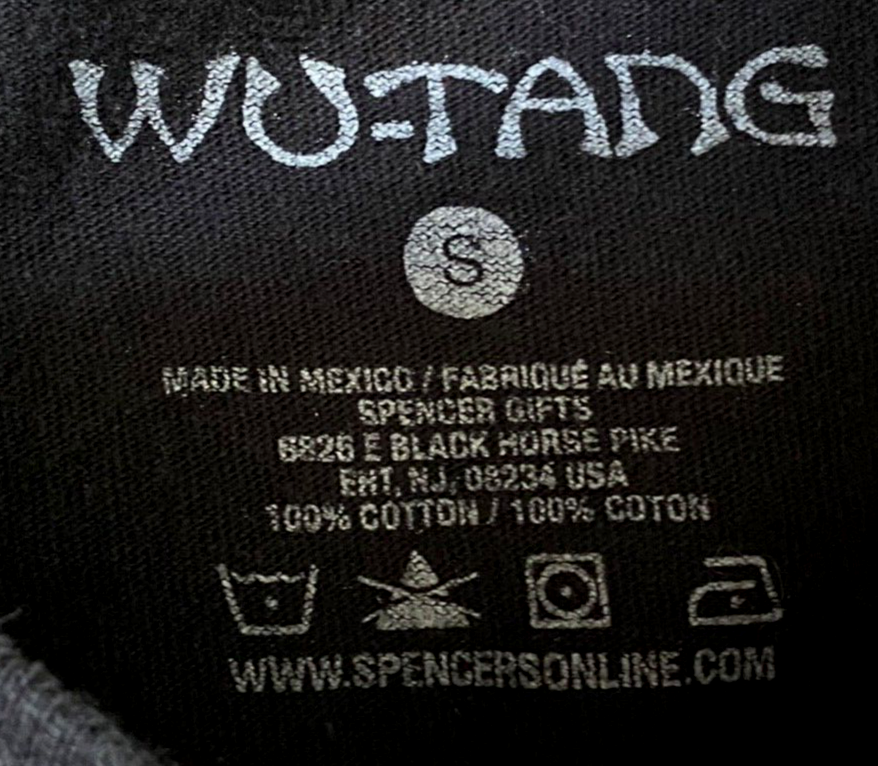 WU-TANG
S
MADE IN MEXICO / FABRIQUÉ AU MEXIQUE
SPENCER GIFTS
6826 E BLACK HORSE PIKE
EHT, NJ, 08234 USA
100% COTTON / 100% COTON
WWW.SPENCERSONLINE.COM